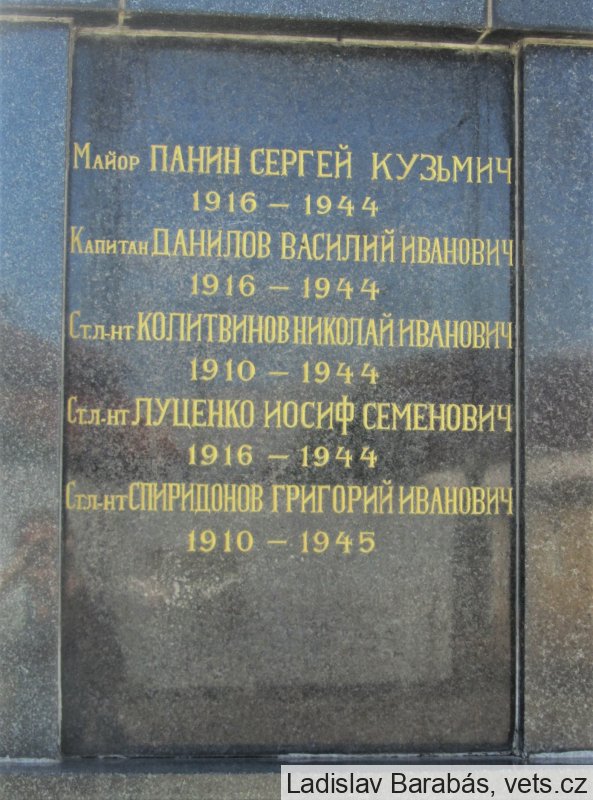 Майор ПАНИН СЕРГЕЙ КУЗЬМИЧ
1916 – 1944
Капитан ДАНИЛОВ ВАСИЛИЙ ИВАНОВИЧ
1916 – 1944
Ст.л-нт КОЛИТВИНОВ НИКОЛАЙ ИВАНОВИЧ
1910 – 1944
Ст.л-нт ЛУЦЕНКО ИОСИФ СЕМЕНОВИЧ
1916 – 1944
Ст.л-нт СПИРИДОНОВ ГРИГОРИЙ ИВАНОВИЧ
1910 – 1945
Ladislav Barabás, vets.cz